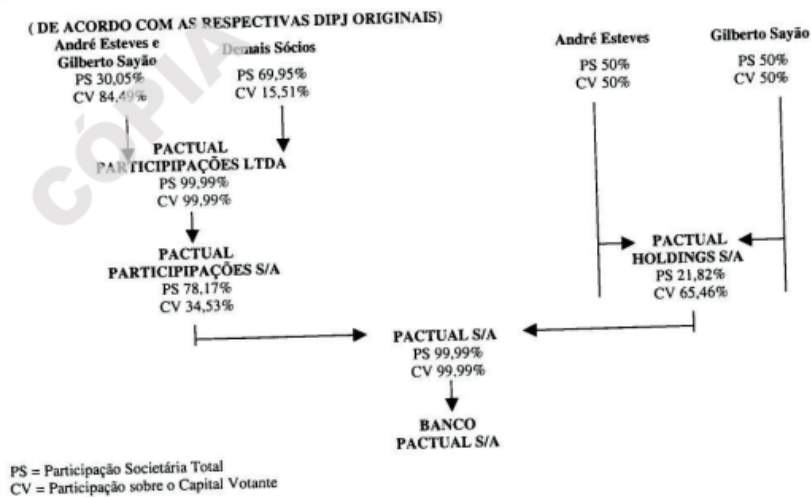 ( DE ACORDO COM AS RESPECTIVAS DIPJ ORIGINAIS)
André Esteves e
Gilberto Sayão
PS 30,05%
CV 84,49%
Demais Sócios
PS 69,95%
CV 15,51%
André Esteves
PS 50%
CV 50%
Gilberto Sayão
PS 50%
CV 50%
PACTUAL
PARTICIPIPAÇÕES LTDA
PS 99,99%
CV 99,99%
PACTUAL
PARTICIPIPAÇÕES S/A
PS 78,17%
CV 34,53%
PACTUAL
HOLDINGS S/A
PS 21,82%
CV 65,46%
PACTUAL S/A
PS 99,99%
CV 99,99%
BANCO
PACTUAL S/A
PS = Participação Societária Total
CV = Participação sobre o Capital Votante
CÓPIA